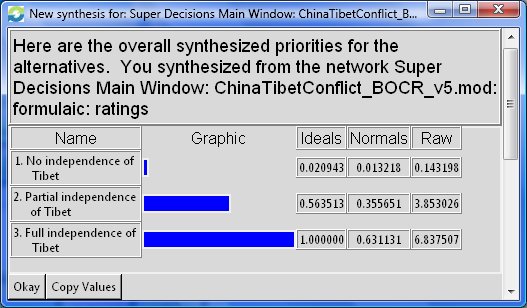 New synthesis for: Super Decisions Main Window: ChinaTibetConflict_BO...
Here are the overall synthesized priorities for the
alternatives. You synthesized from the network Super
Decisions Main Window: ChinaTibetConflict_BOCR_v5.mod:
formulaic: ratings
Name Graphic Ideals Normals Raw
1. No independence of
Tibet
0.020943 0.013218 0.143198
2. Partial independence
of Tibet
0.563513 0.355651 3.853026
3. Full independence of
Tibet
1.000000 0.631131 6.837507
Okay Copy Values